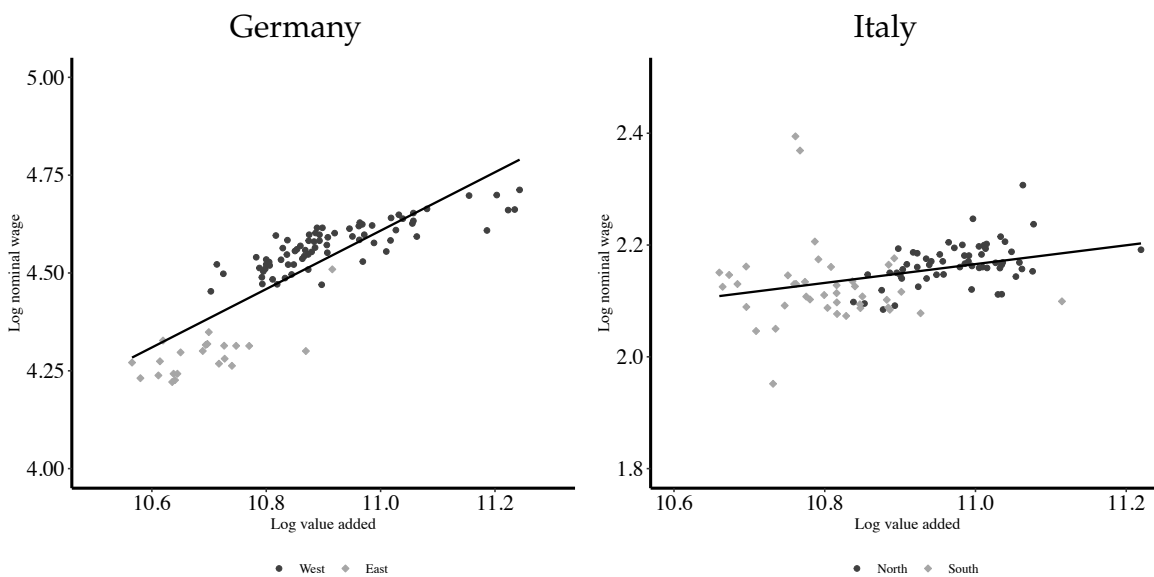 Germany
Log nominal wage
5.00
4.75
4.50
4.25
4.00
10.6 10.8 11.0 11.2
Log value added
West East
Italy
Log nominal wage
2.4
2.2
2.0
1.8
10.6 10.8 11.0 11.2
Log value added
North South